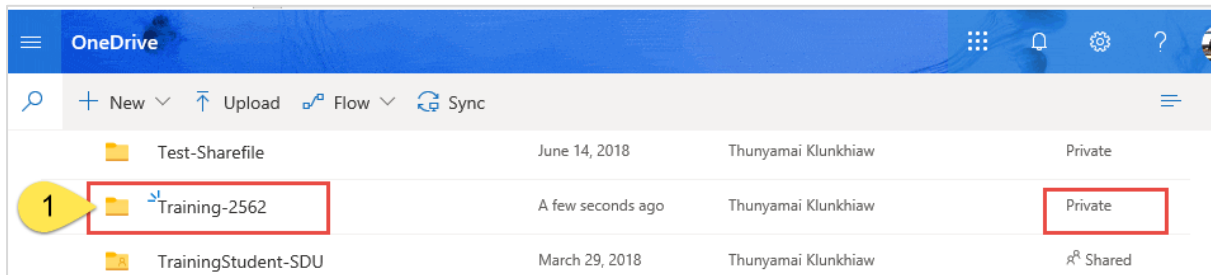 OneDrive ?
New Upload Flow Sync
Test-Sharefile June 14, 2018 Thunyamai Klunkhiaw Private
1 Training-2562 A few seconds ago Thunyamai Klunkhiaw Private
TrainingStudent-SDU March 29, 2018 Thunyamai Klunkhiaw Shared